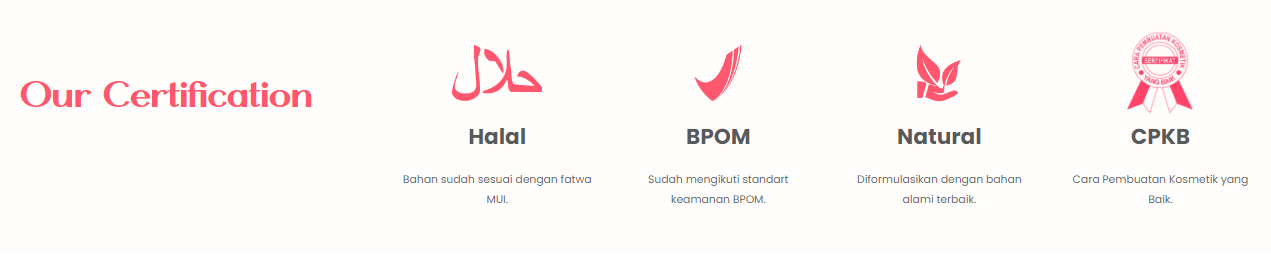 Our Certification
حلال
Halal
Bahan sudah sesuai dengan fatwa
MUI.
BPOM
Sudah mengikuti standart
keamanan BPOM.
Natural
Diformulasikan dengan bahan
alami terbaik.
CARA PEMBUATAN KOSMETIK
SERTIFIKAT
YANG BAIK
CPKB
Cara Pembuatan Kosmetik yang
Baik.